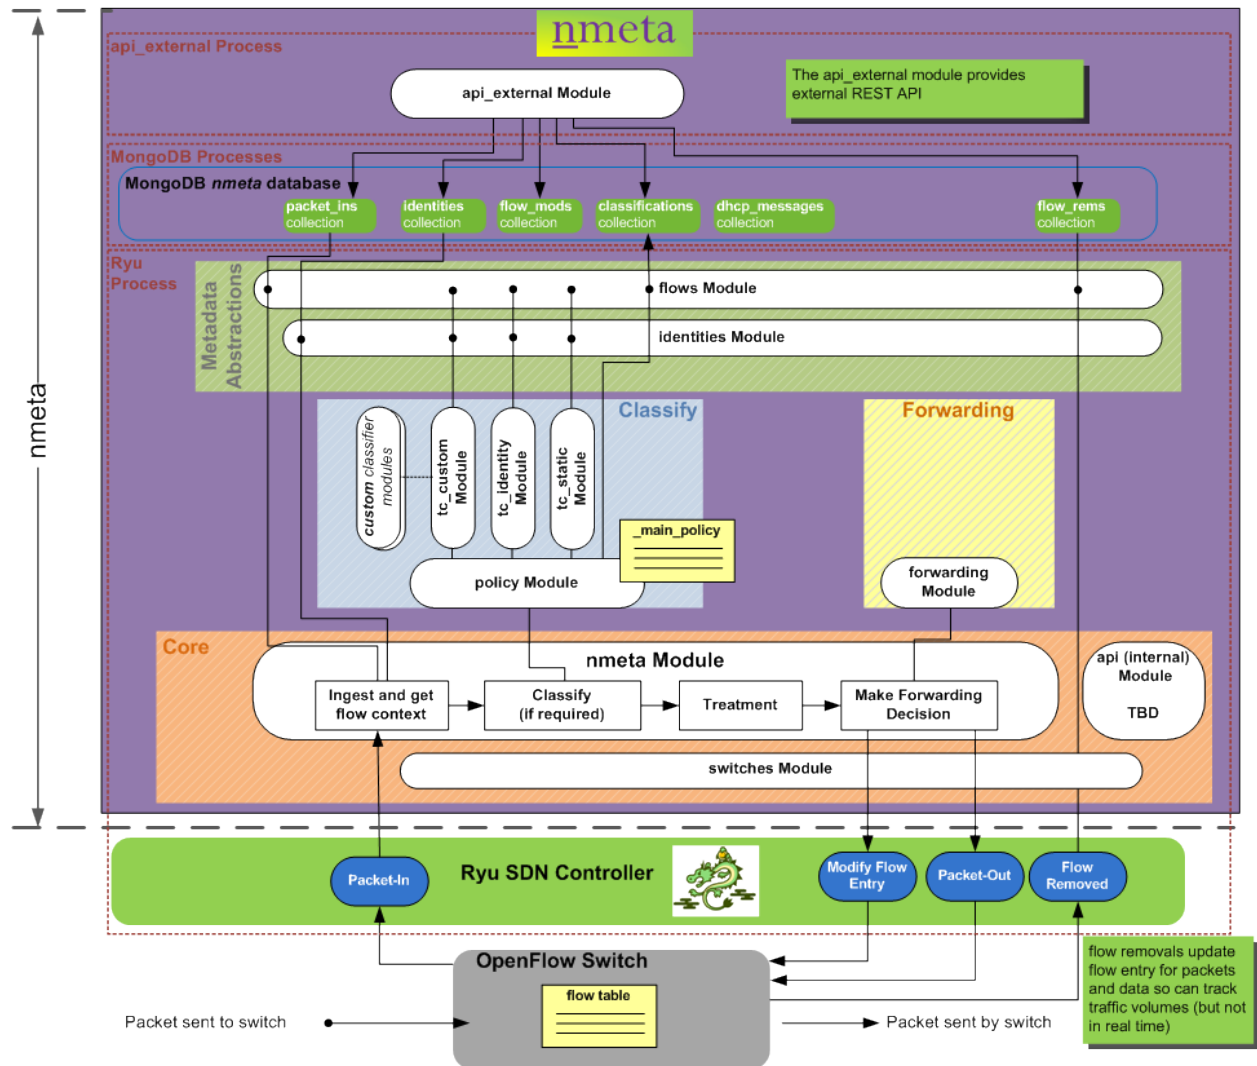 nmeta
api_external Process
api_external Module
The api_external module provides
external REST API
MongoDB Processes
MongoDB nmeta database
packet_ins
collection
identities
collection
flow_mods
collection
classifications
collection
dhcp_messages
collection
flow_rems
collection
Ryu
Process
Metadata
Abstractions
flows Module
identities Module
nmeta
Classify
Forwarding
custom classifier
modules
tc_custom
Module
tc_identity
Module
tc_static
Module
_main_policy
policy Module
forwarding
Module
Core
nmeta Module
api (internal)
Module
TBD
Ingest and get
flow context
Classify
(if required)
Treatment
Make Forwarding
Decision
switches Module
Packet-In
Ryu SDN Controller
Modify Flow
Entry
Packet-Out
Flow
Removed
OpenFlow Switch
flow table
Packet sent to switch
Packet sent by switch
flow removals update
flow entry for packets
and data so can track
traffic volumes (but not
in real time)